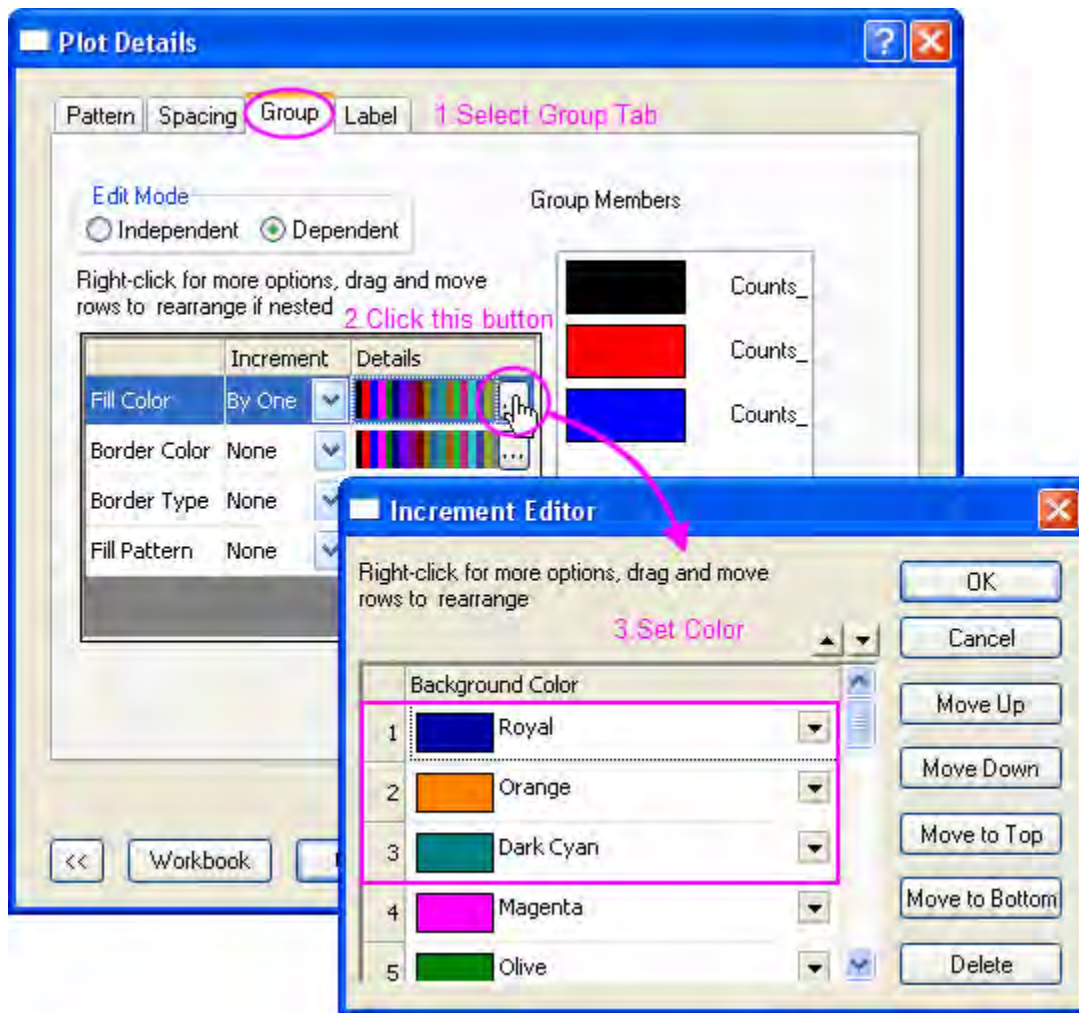 Plot Details
Pattern Spacing Group Label 1.Select Group Tab
Edit Mode
Independent Dependent
Group Members
Right-click for more options, drag and move
rows to rearrange if nested
2.Click this button
Counts_
Counts_
Counts_
Increment Details
Fill Color By One ...
Border Color None ...
Border Type None
Fill Pattern None
<< Workbook
Increment Editor
Right-click for more options, drag and move
rows to rearrange
3.Set Color
Background Color
1 Royal
2 Orange
3 Dark Cyan
4 Magenta
5 Olive
OK
Cancel
Move Up
Move Down
Move to Top
Move to Bottom
Delete